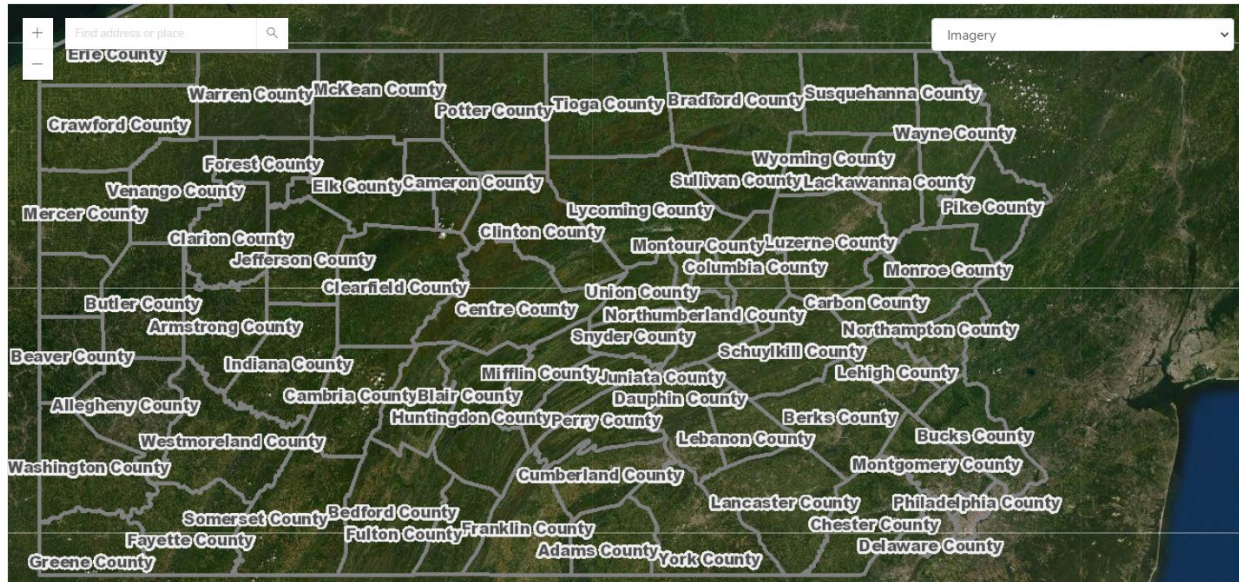 +
Find address or place
Imagery
−
Erie County
Warren County
McKean County
Potter County
Tioga County
Bradford County
Susquehanna County
Crawford County
Wayne County
Forest County
Wyoming County
Venango County
Elk County
Cameron County
Sullivan County
Lackawanna County
Mercer County
Lycoming County
Pike County
Clarion County
Clinton County
Montour County
Luzerne County
Jefferson County
Columbia County
Monroe County
Clearfield County
Union County
Butler County
Centre County
Carbon County
Armstrong County
Northumberland County
Northampton County
Snyder County
Beaver County
Schuylkill County
Indiana County
Mifflin County
Juniata County
Lehigh County
Cambria County
Blair County
Dauphin County
Allegheny County
Huntingdon County
Perry County
Berks County
Westmoreland County
Lebanon County
Bucks County
Washington County
Cumberland County
Montgomery County
Lancaster County
Philadelphia County
Somerset County
Bedford County
Chester County
Fayette County
Fulton County
Franklin County
Delaware County
Greene County
Adams County
York County